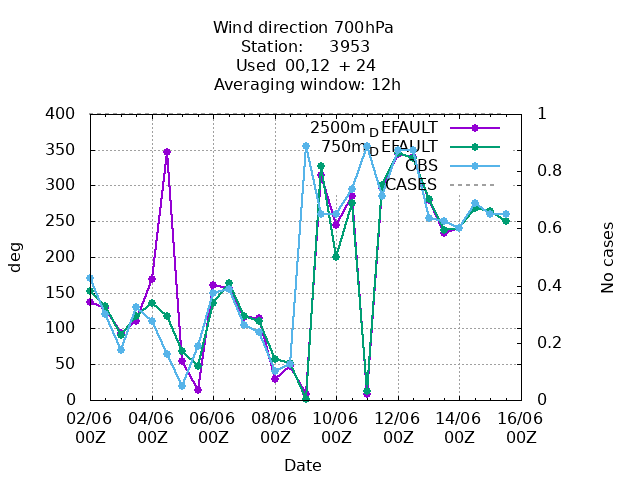 Wind direction 700hPa
Station: 3953
Used 00,12 + 24
Averaging window: 12h
2500m_DEFAULT
750m_DEFAULT
OBS
CASES
deg
400
350
300
250
200
150
100
50
0
1
0.8
0.6
0.4
0.2
0
No cases
02/06 04/06 06/06 08/06 10/06 12/06 14/06 16/06
00Z 00Z 00Z 00Z 00Z 00Z 00Z 00Z
Date